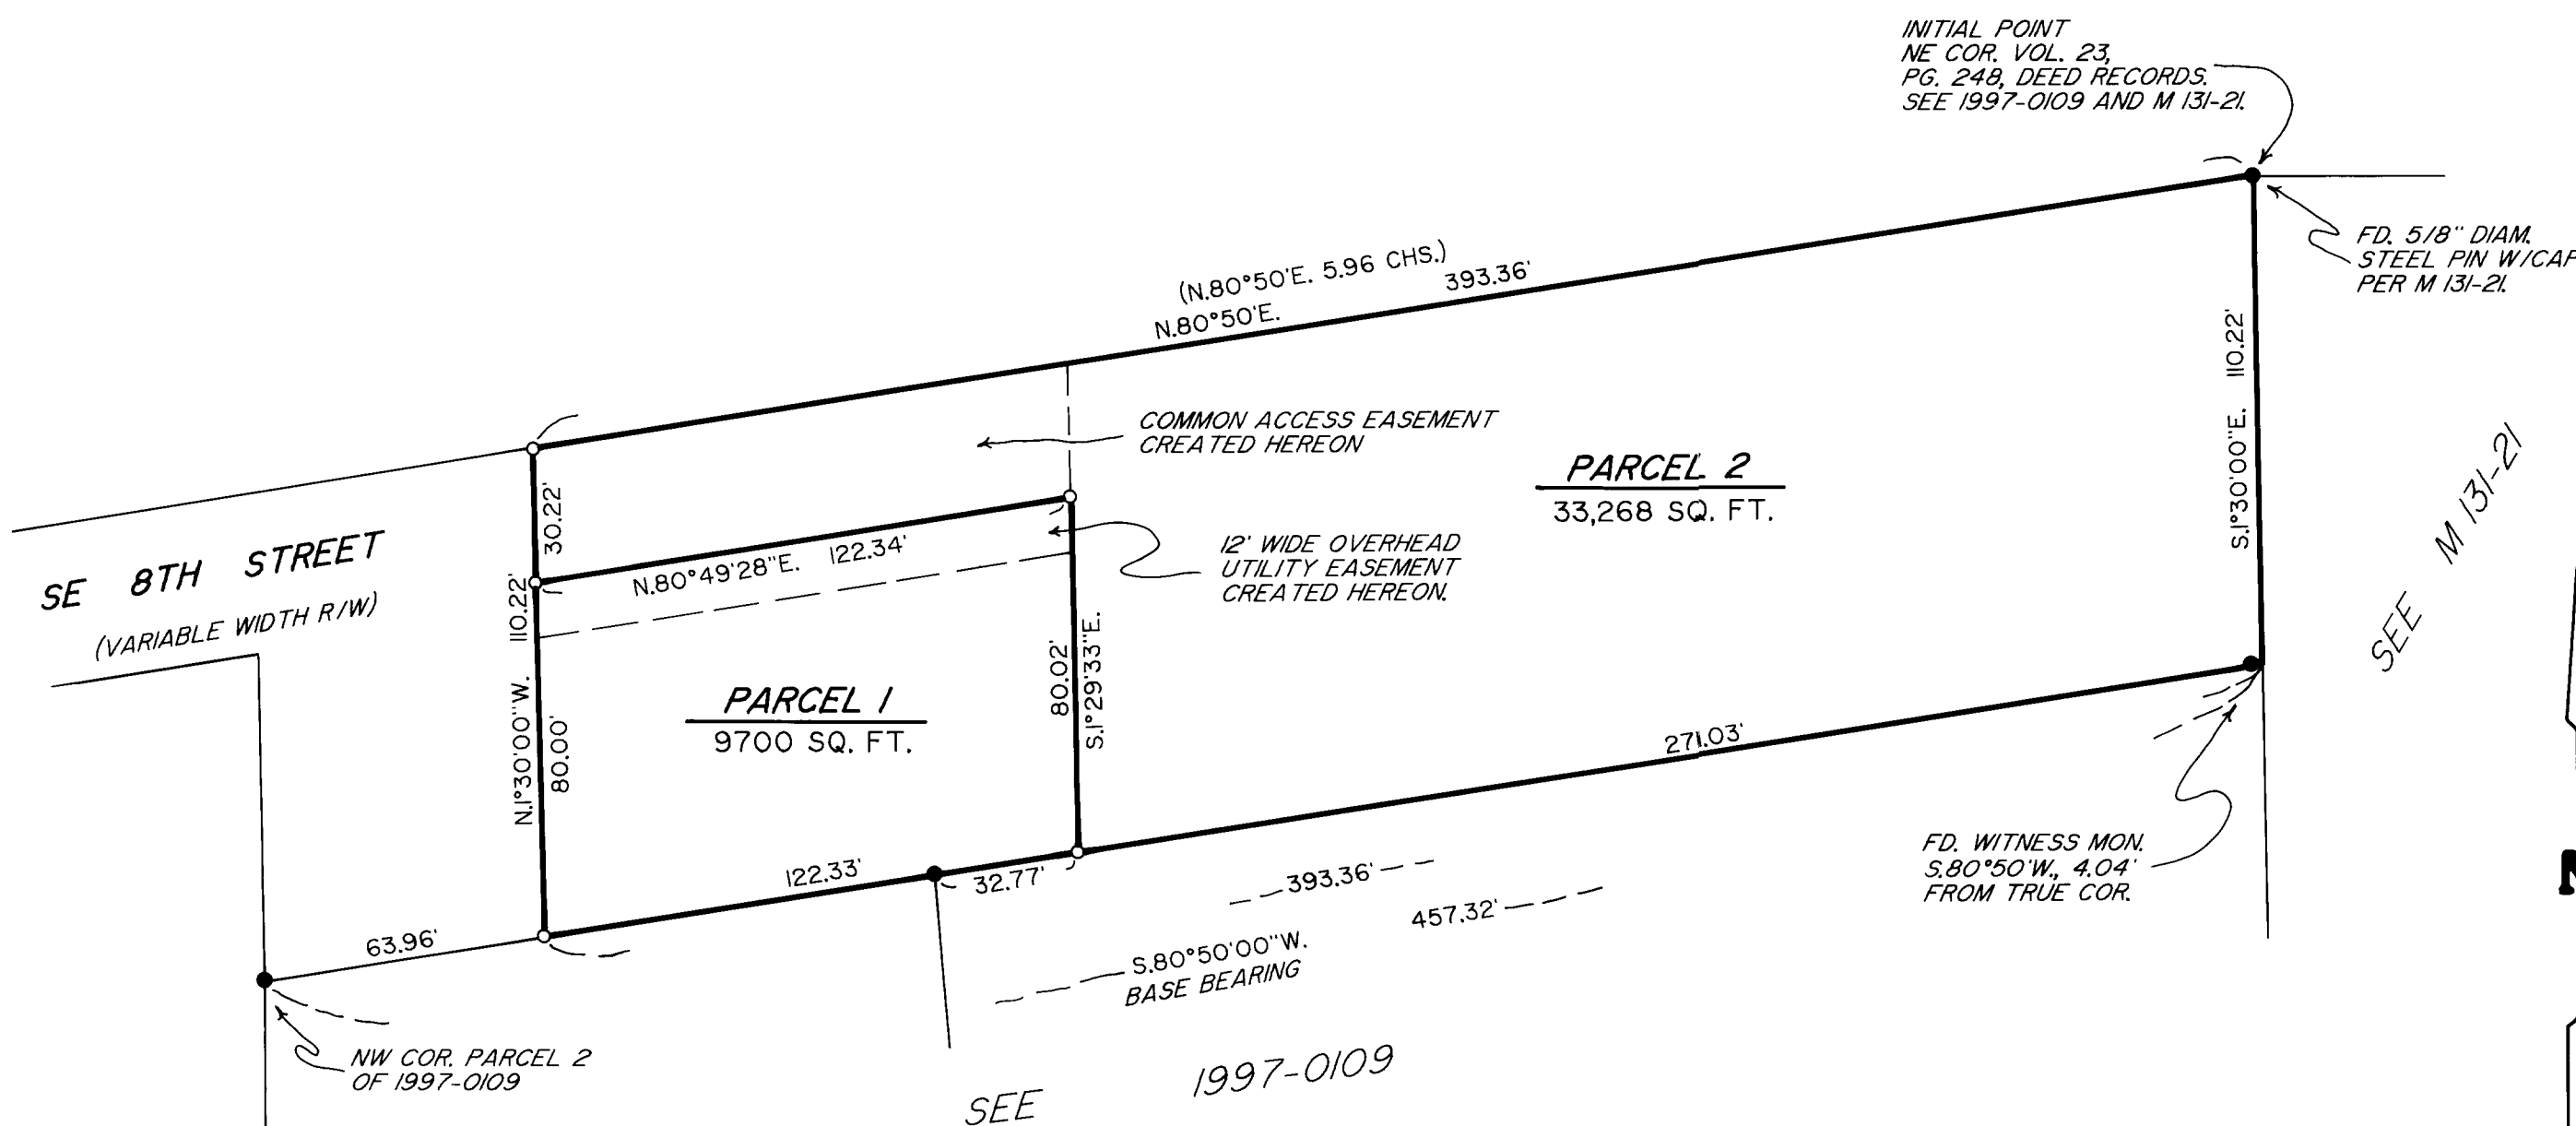 INITIAL POINT
NE COR. VOL. 23,
PG. 248, DEED RECORDS.
SEE 1997-0109 AND M 131-21.
FD. 5/8" DIAM.
STEEL PIN W/CAP
PER M 131-21.
(N.80°50'E. 5.96 CHS.)
N.80°50'E. 393.36'
110.22'
S.1°30'00"E.
COMMON ACCESS EASEMENT
CREATED HEREON
PARCEL 2
33,268 SQ. FT.
SEE M 131-21
30.22'
SE 8TH STREET
(VARIABLE WIDTH R/W)
N.80°49'28"E. 122.34'
12' WIDE OVERHEAD
UTILITY EASEMENT
CREATED HEREON.
N.1°30'00"W. 110.22'
80.00'
PARCEL 1
9700 SQ. FT.
80.02'
S.1°29'33"E.
271.03'
FD. WITNESS MON.
S.80°50'W., 4.04'
FROM TRUE COR.
122.33'
32.77'
393.36'
457.32'
63.96'
S.80°50'00"W.
BASE BEARING
NW COR. PARCEL 2
OF 1997-0109
SEE 1997-0109